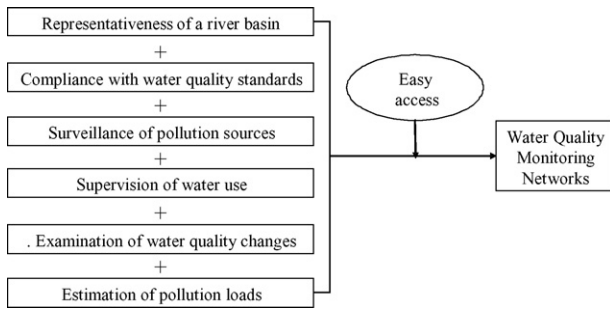 Representativeness of a river basin
+
Compliance with water quality standards
+
Surveillance of pollution sources
+
Supervision of water use
+
. Examination of water quality changes
+
Estimation of pollution loads
Easy
access
Water Quality
Monitoring
Networks